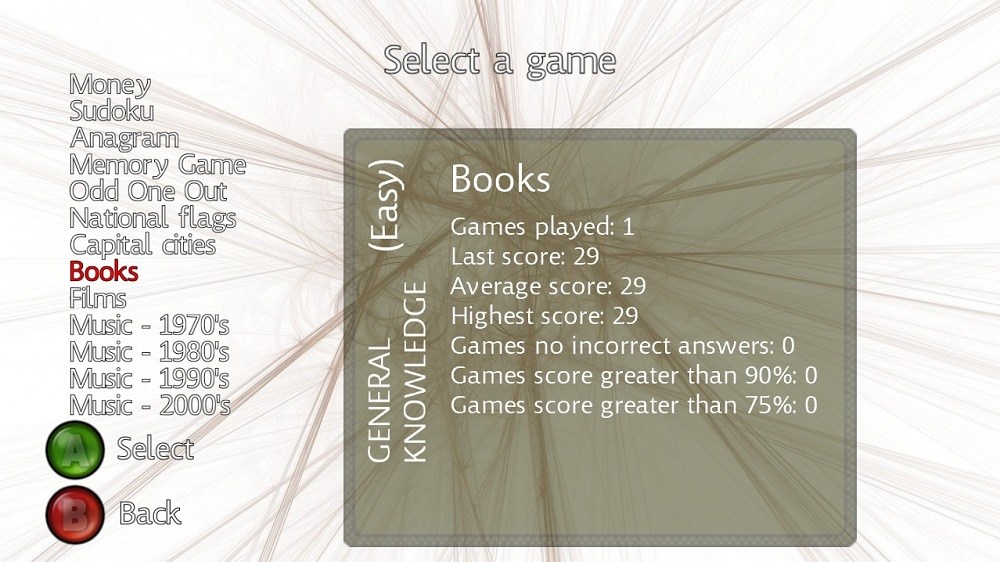 Select a game
Money
Sudoku
Anagram
Memory Game
Odd One Out
National flags
Capital cities
Books
Films
Music - 1970's
Music - 1980's
Music - 1990's
Music - 2000's
A Select
B Back
GENERAL (Easy)
KNOWLEDGE
Books
Games played: 1
Last score: 29
Average score: 29
Highest score: 29
Games no incorrect answers: 0
Games score greater than 90%: 0
Games score greater than 75%: 0